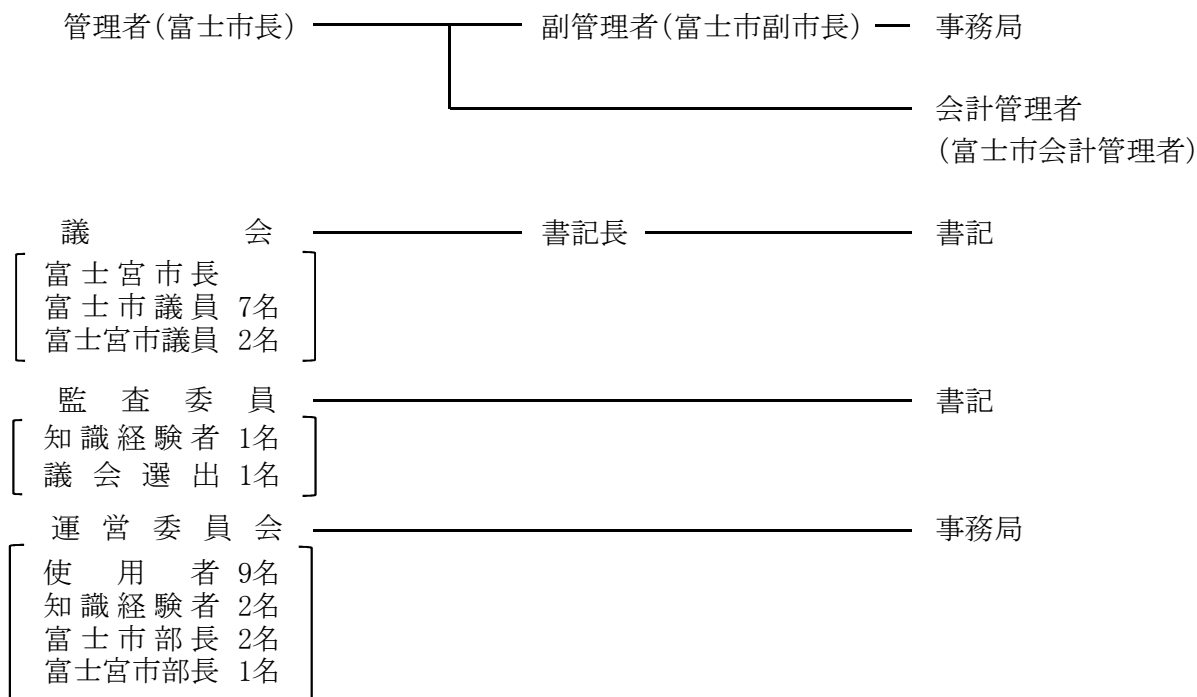 管理者(富士市長) 副管理者(富士市副市長) 事務局
会計管理者
(富士市会計管理者)
議会 書記長 書記
富士宮市長
富士市議員 7名
富士宮市議員 2名
監査委員 書記
知識経験者 1名
議会選出 1名
運営委員会 事務局
使用者 9名
知識経験者 2名
富士市部長 2名
富士宮市部長 1名